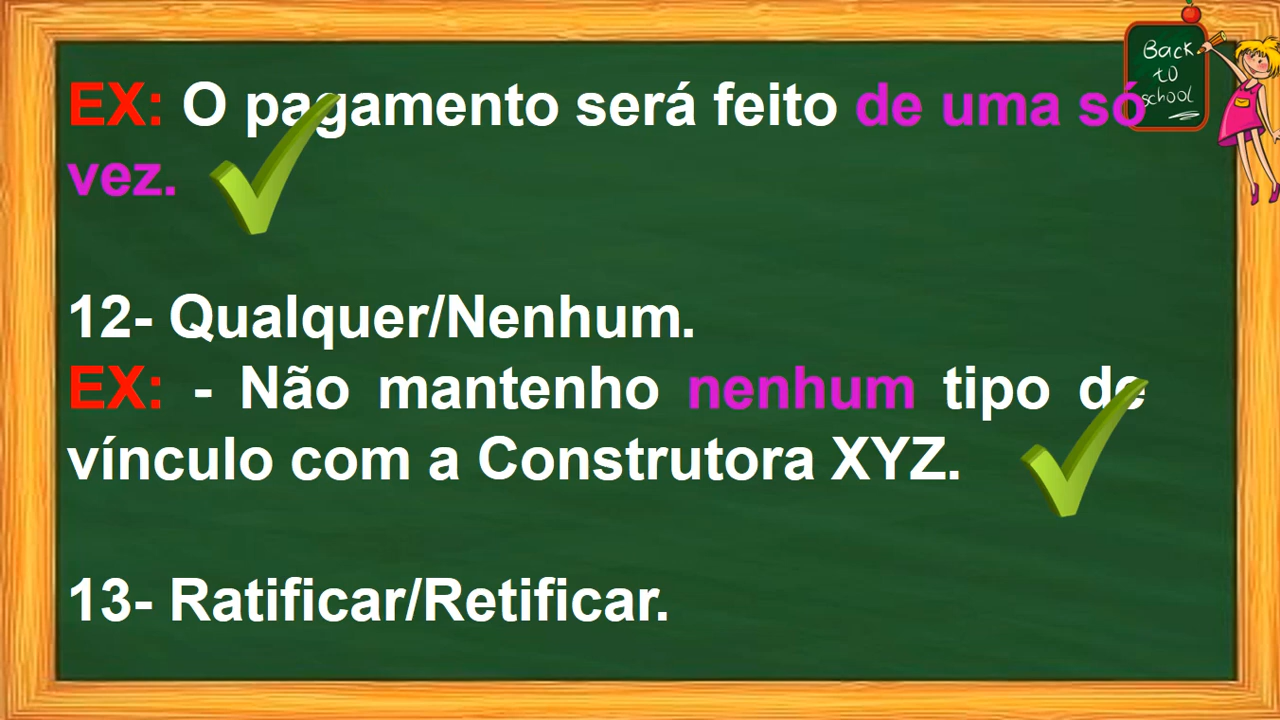 EX: O pagamento será feito de uma só
vez.
12- Qualquer/Nenhum.
EX: - Não mantenho nenhum tipo de
vínculo com a Construtora XYZ.
13- Ratificar/Retificar.
Back
to
school